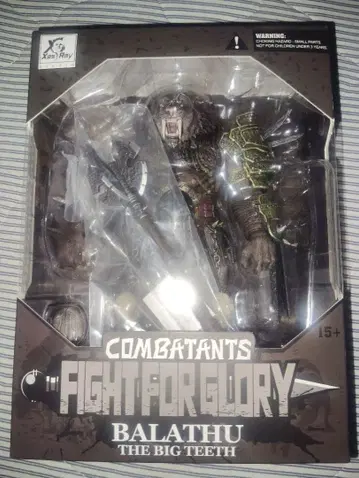 XesiRay
WARNING:
CHOKING HAZARD - SMALL PARTS
NOT FOR CHILDREN UNDER 3 YEARS
15+
COMBATANTS
FIGHT FOR GLORY
BALATHU
THE BIG TEETH